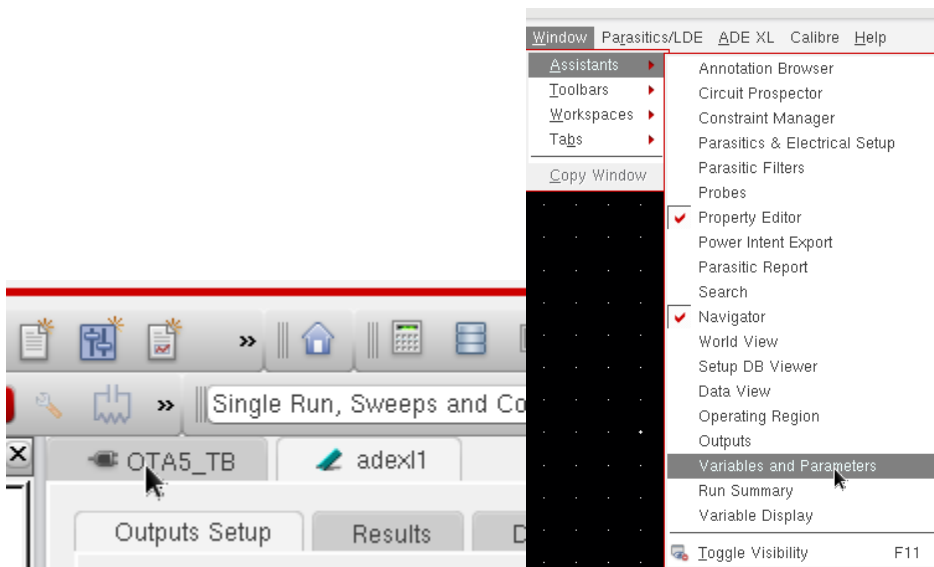 Window Parasitics/LDE ADE XL Calibre Help
Assistants
Toolbars
Workspaces
Tabs
Copy Window
Annotation Browser
Circuit Prospector
Constraint Manager
Parasitics & Electrical Setup
Parasitic Filters
Probes
Property Editor
Power Intent Export
Parasitic Report
Search
Navigator
World View
Setup DB Viewer
Data View
Operating Region
Outputs
Variables and Parameters
Run Summary
Variable Display
Toggle Visibility F11
Single Run, Sweeps and Co
OTA5_TB adexl1
Outputs Setup Results D